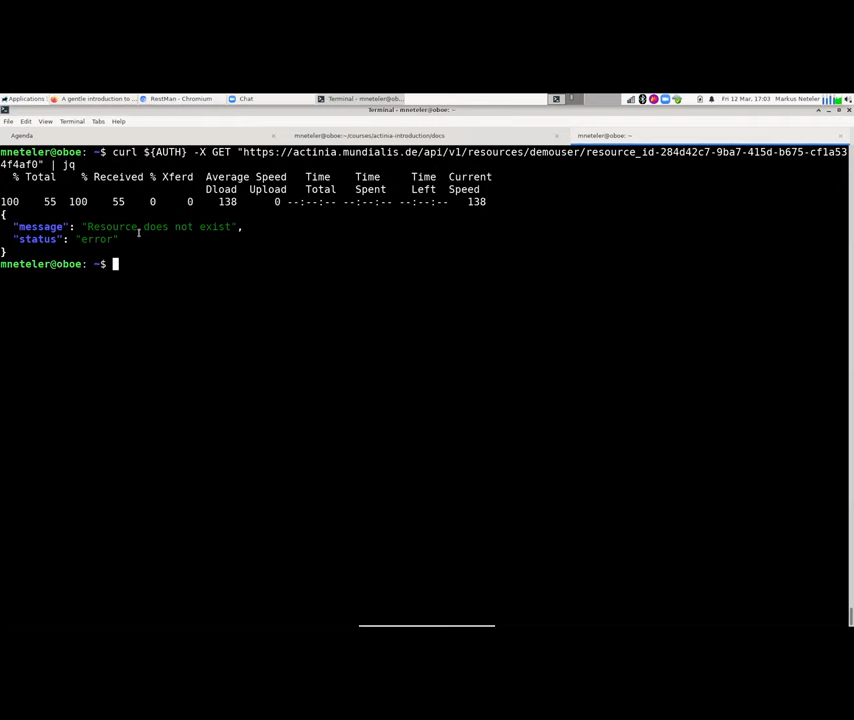 Applications
A gentle introduction to ...
RestMan - Chromium
Chat
Terminal - mneteler@ob...
Fri 12 Mar, 17:03
Markus Neteler
Terminal - mneteler@oboe: ~
File Edit View Terminal Tabs Help
Agenda
mneteler@oboe:~/courses/actinia-introduction/docs
mneteler@oboe: ~
mneteler@oboe: ~$ curl ${AUTH} -X GET "https://actinia.mundialis.de/api/v1/resources/demouser/resource_id-284d42c7-9ba7-415d-b675-cf1a53
4f4af0" | jq
% Total % Received % Xferd Average Speed Time Time Time Current
Dload Upload Total Spent Left Speed
100 55 100 55 0 0 138 0 --:--:-- --:--:-- --:--:-- 138
{
"message": "Resource does not exist",
"status": "error"
}
mneteler@oboe: ~$